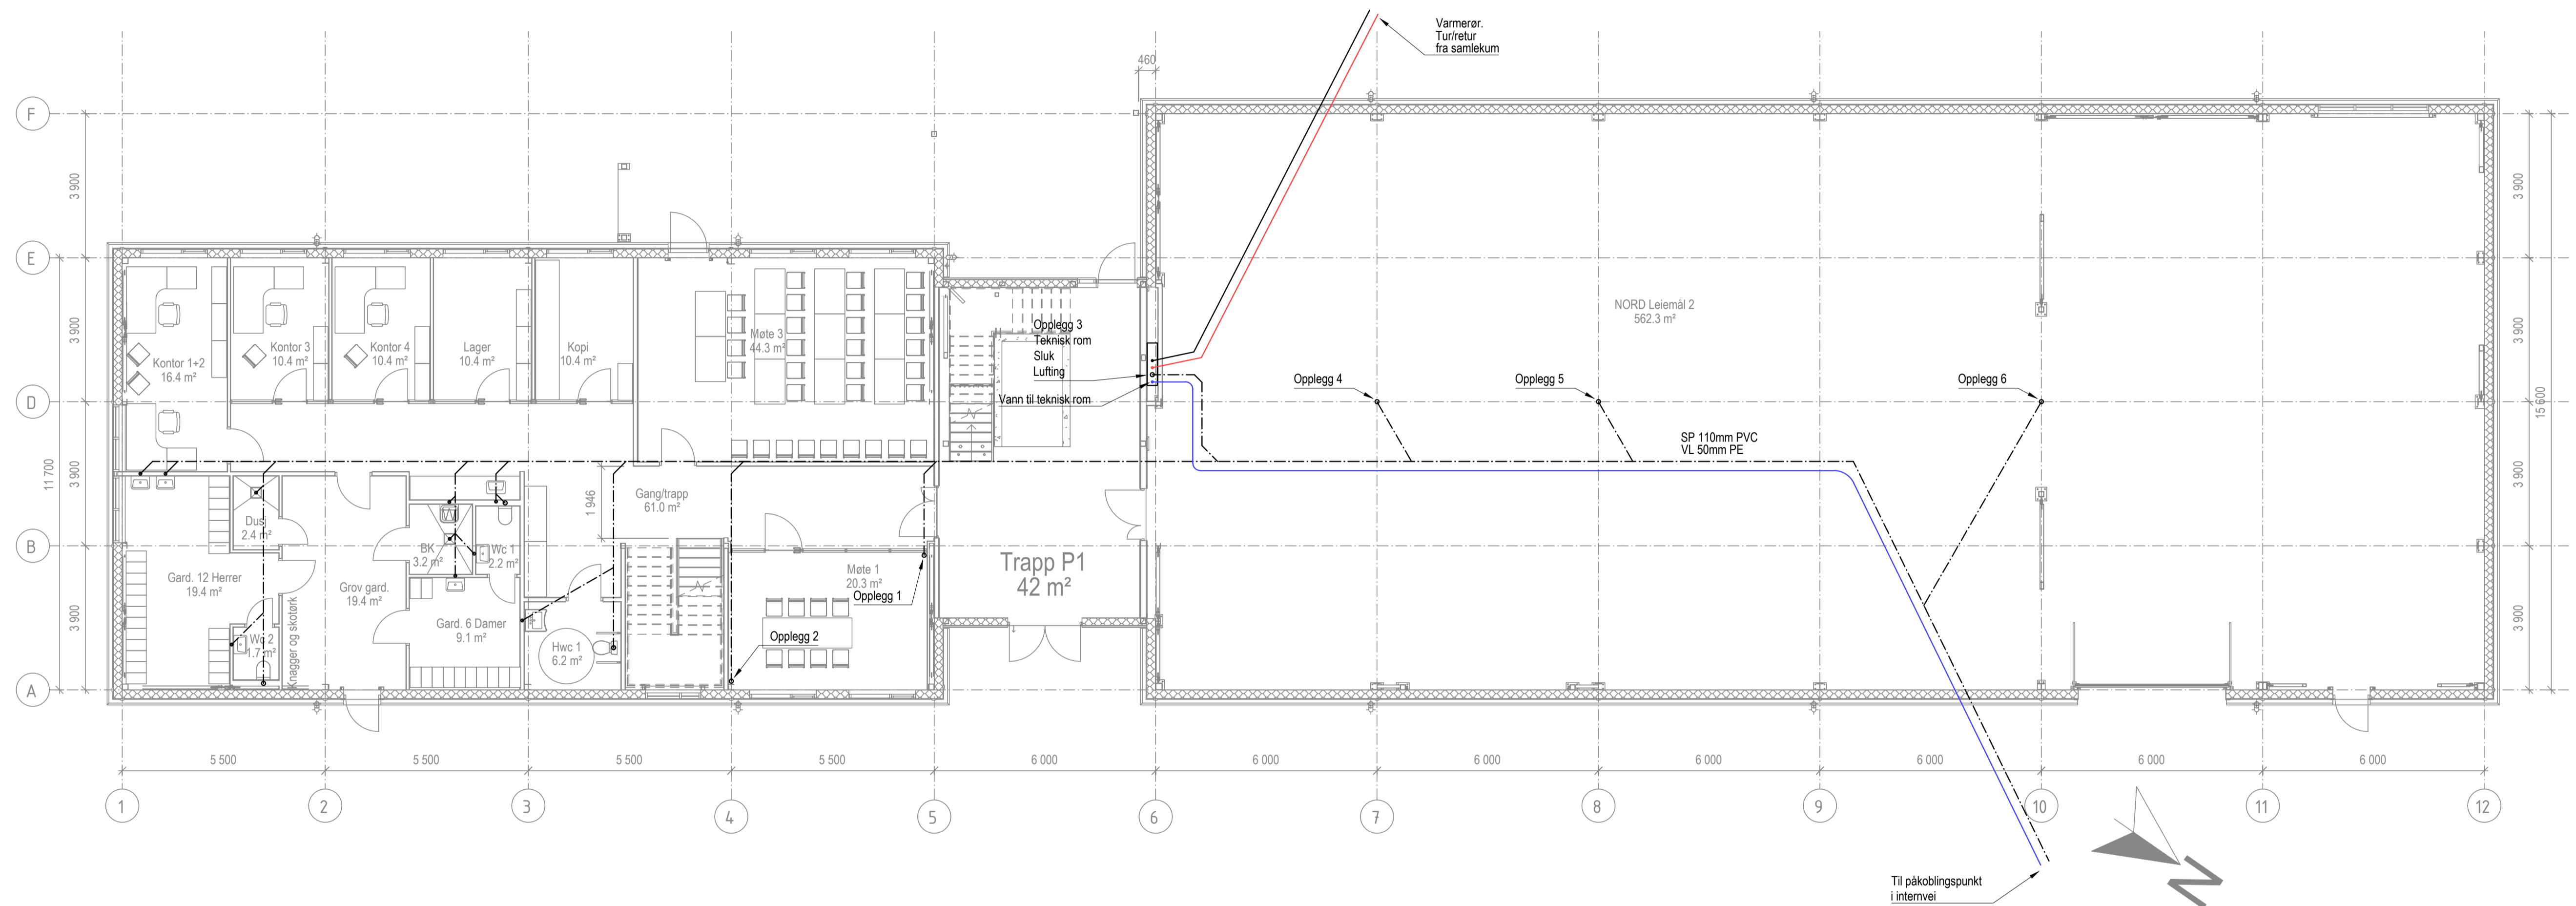 Varmerør.
Tur/retur
fra samlekum
460
F
E
D
B
A
3 900
3 900
3 900
3 900
11 700
Kontor 1+2
16.4 m²
Kontor 3
10.4 m²
Kontor 4
10.4 m²
Lager
10.4 m²
Kopi
10.4 m²
Møte 3
44.3 m²
Opplegg 3
Teknisk rom
Sluk
Lufting
Vann til teknisk rom
NORD Leiemål 2
562.3 m²
Opplegg 4
Opplegg 5
Opplegg 6
SP 110mm PVC
VL 50mm PE
3 900
3 900
3 900
3 900
15 600
Gang/trapp
61.0 m²
1 946
Dusj
2.4 m²
BK
3.2 m²
Wc 1
2.2 m²
Gard. 12 Herrer
19.4 m²
Grov gard.
19.4 m²
Knagger og skotørk
Gard. 6 Damer
9.1 m²
Wc 2
1.7 m²
Hwc 1
6.2 m²
Møte 1
20.3 m²
Opplegg 1
Opplegg 2
Trapp P1
42 m²
5 500
5 500
5 500
5 500
6 000
6 000
6 000
6 000
6 000
6 000
6 000
1
2
3
4
5
6
7
8
9
10
11
12
Til påkoblingspunkt
i internvei
N